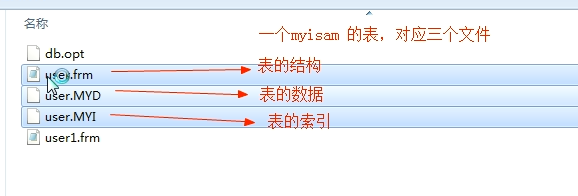 名称
一个myisam 的表，对应三个文件
db.opt
user.frm
表的结构
user.MYD
表的数据
user.MYI
表的索引
user1.frm